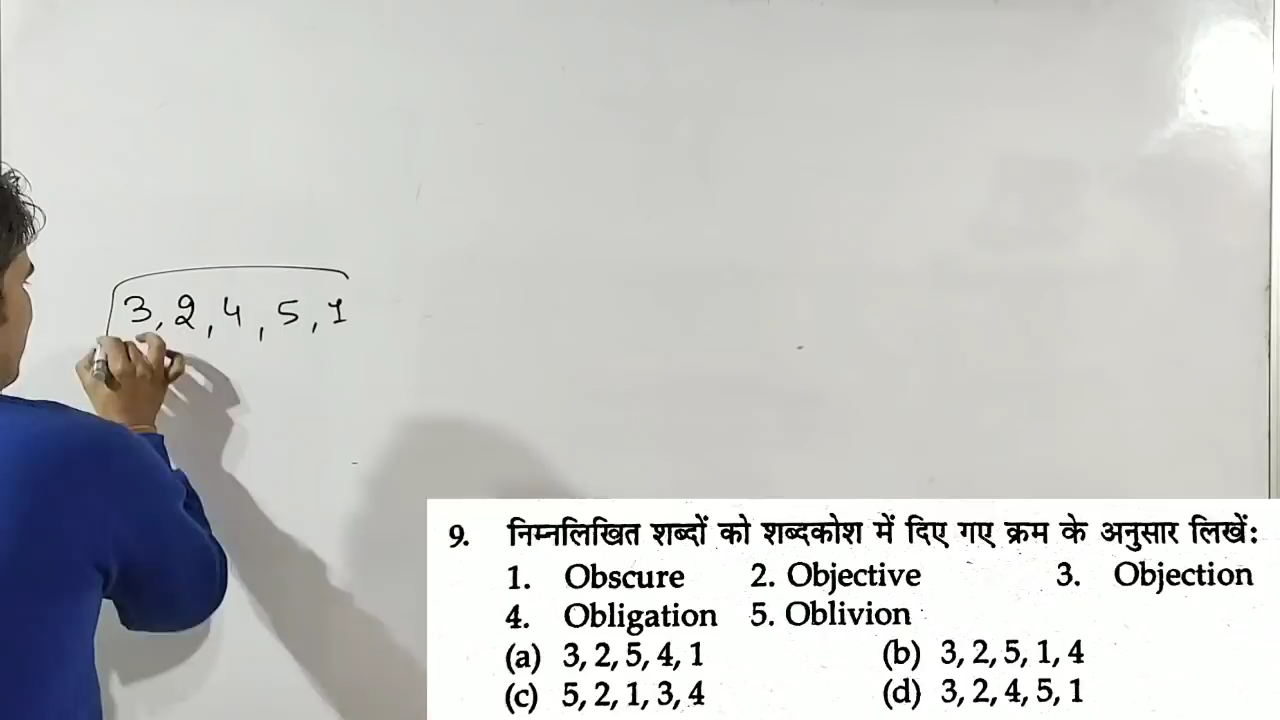 3, 2, 4, 5, 1
9. निम्नलिखित शब्दों को शब्दकोश में दिए गए क्रम के अनुसार लिखें:
1. Obscure 2. Objective 3. Objection
4. Obligation 5. Oblivion
(a) 3, 2, 5, 4, 1 (b) 3, 2, 5, 1, 4
(c) 5, 2, 1, 3, 4 (d) 3, 2, 4, 5, 1